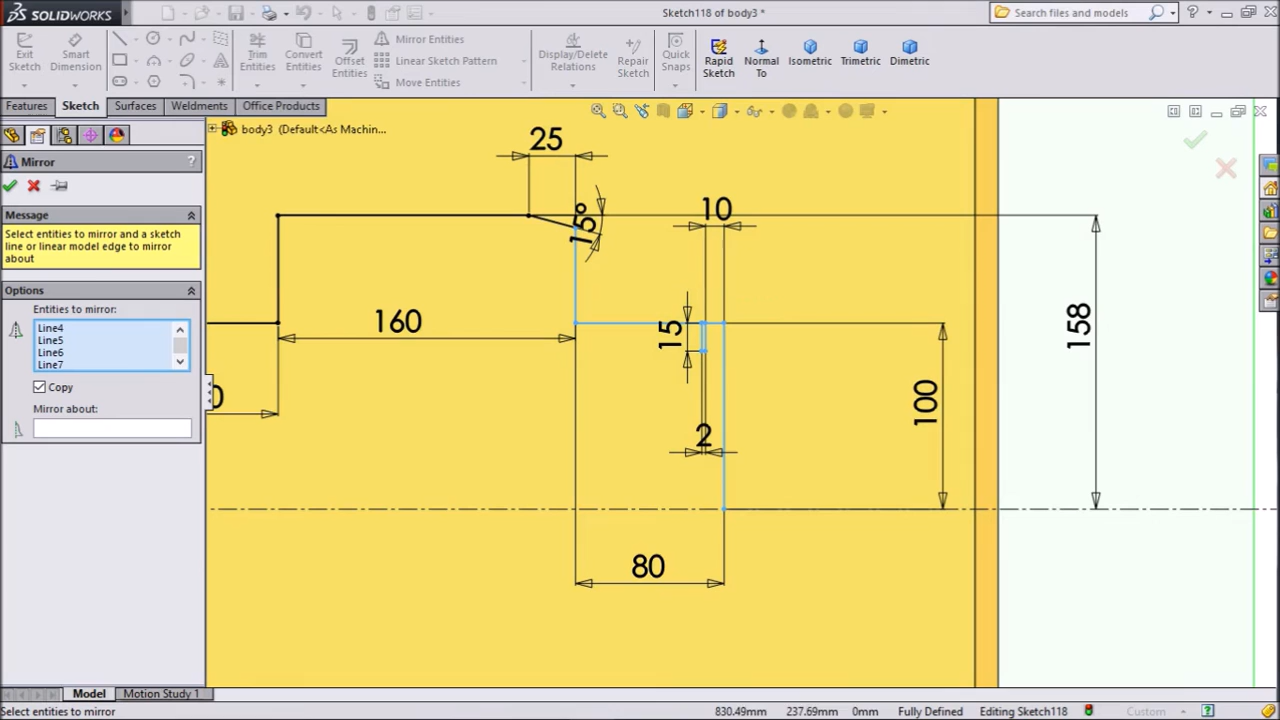 SOLIDWORKS
Sketch118 of body3 *
Search files and models
Exit Sketch
Smart Dimension
Trim Entities
Convert Entities
Offset Entities
Mirror Entities
Linear Sketch Pattern
Move Entities
Display/Delete Relations
Repair Sketch
Quick Snaps
Rapid Sketch
Normal To
Isometric
Trimetric
Dimetric
Features
Sketch
Surfaces
Weldments
Office Products
body3 (Default<As Machin...
Mirror
?
Message
Select entities to mirror and a sketch
line or linear model edge to mirror
about
Options
Entities to mirror:
Line4
Line5
Line6
Line7
Copy
Mirror about:
25
15°
10
160
15
158
100
2
0
80
Model
Motion Study 1
Select entities to mirror
830.49mm
237.69mm
0mm
Fully Defined
Editing Sketch118
Custom
?